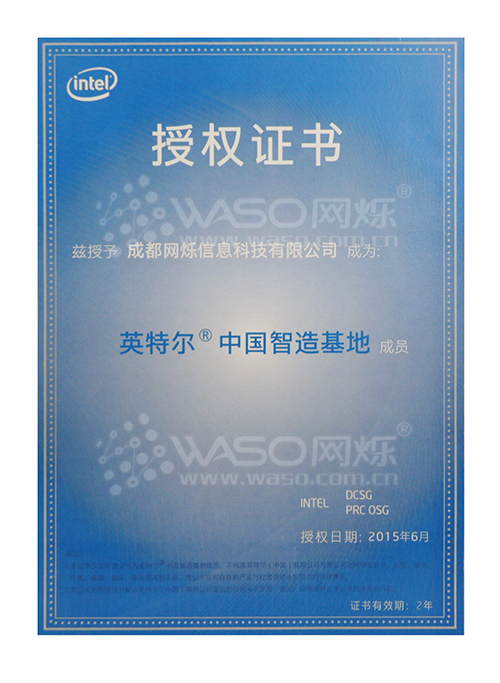 intel
授权证书
WASO网烁®
www.waso.com.cn
兹授予 成都网烁信息科技有限公司 成为:
英特尔® 中国智造基地 成员
WASO网烁®
www.waso.com.cn
INTEL DCSG
PRC OSG
授权日期: 2015年6月
证书有效期: 2年